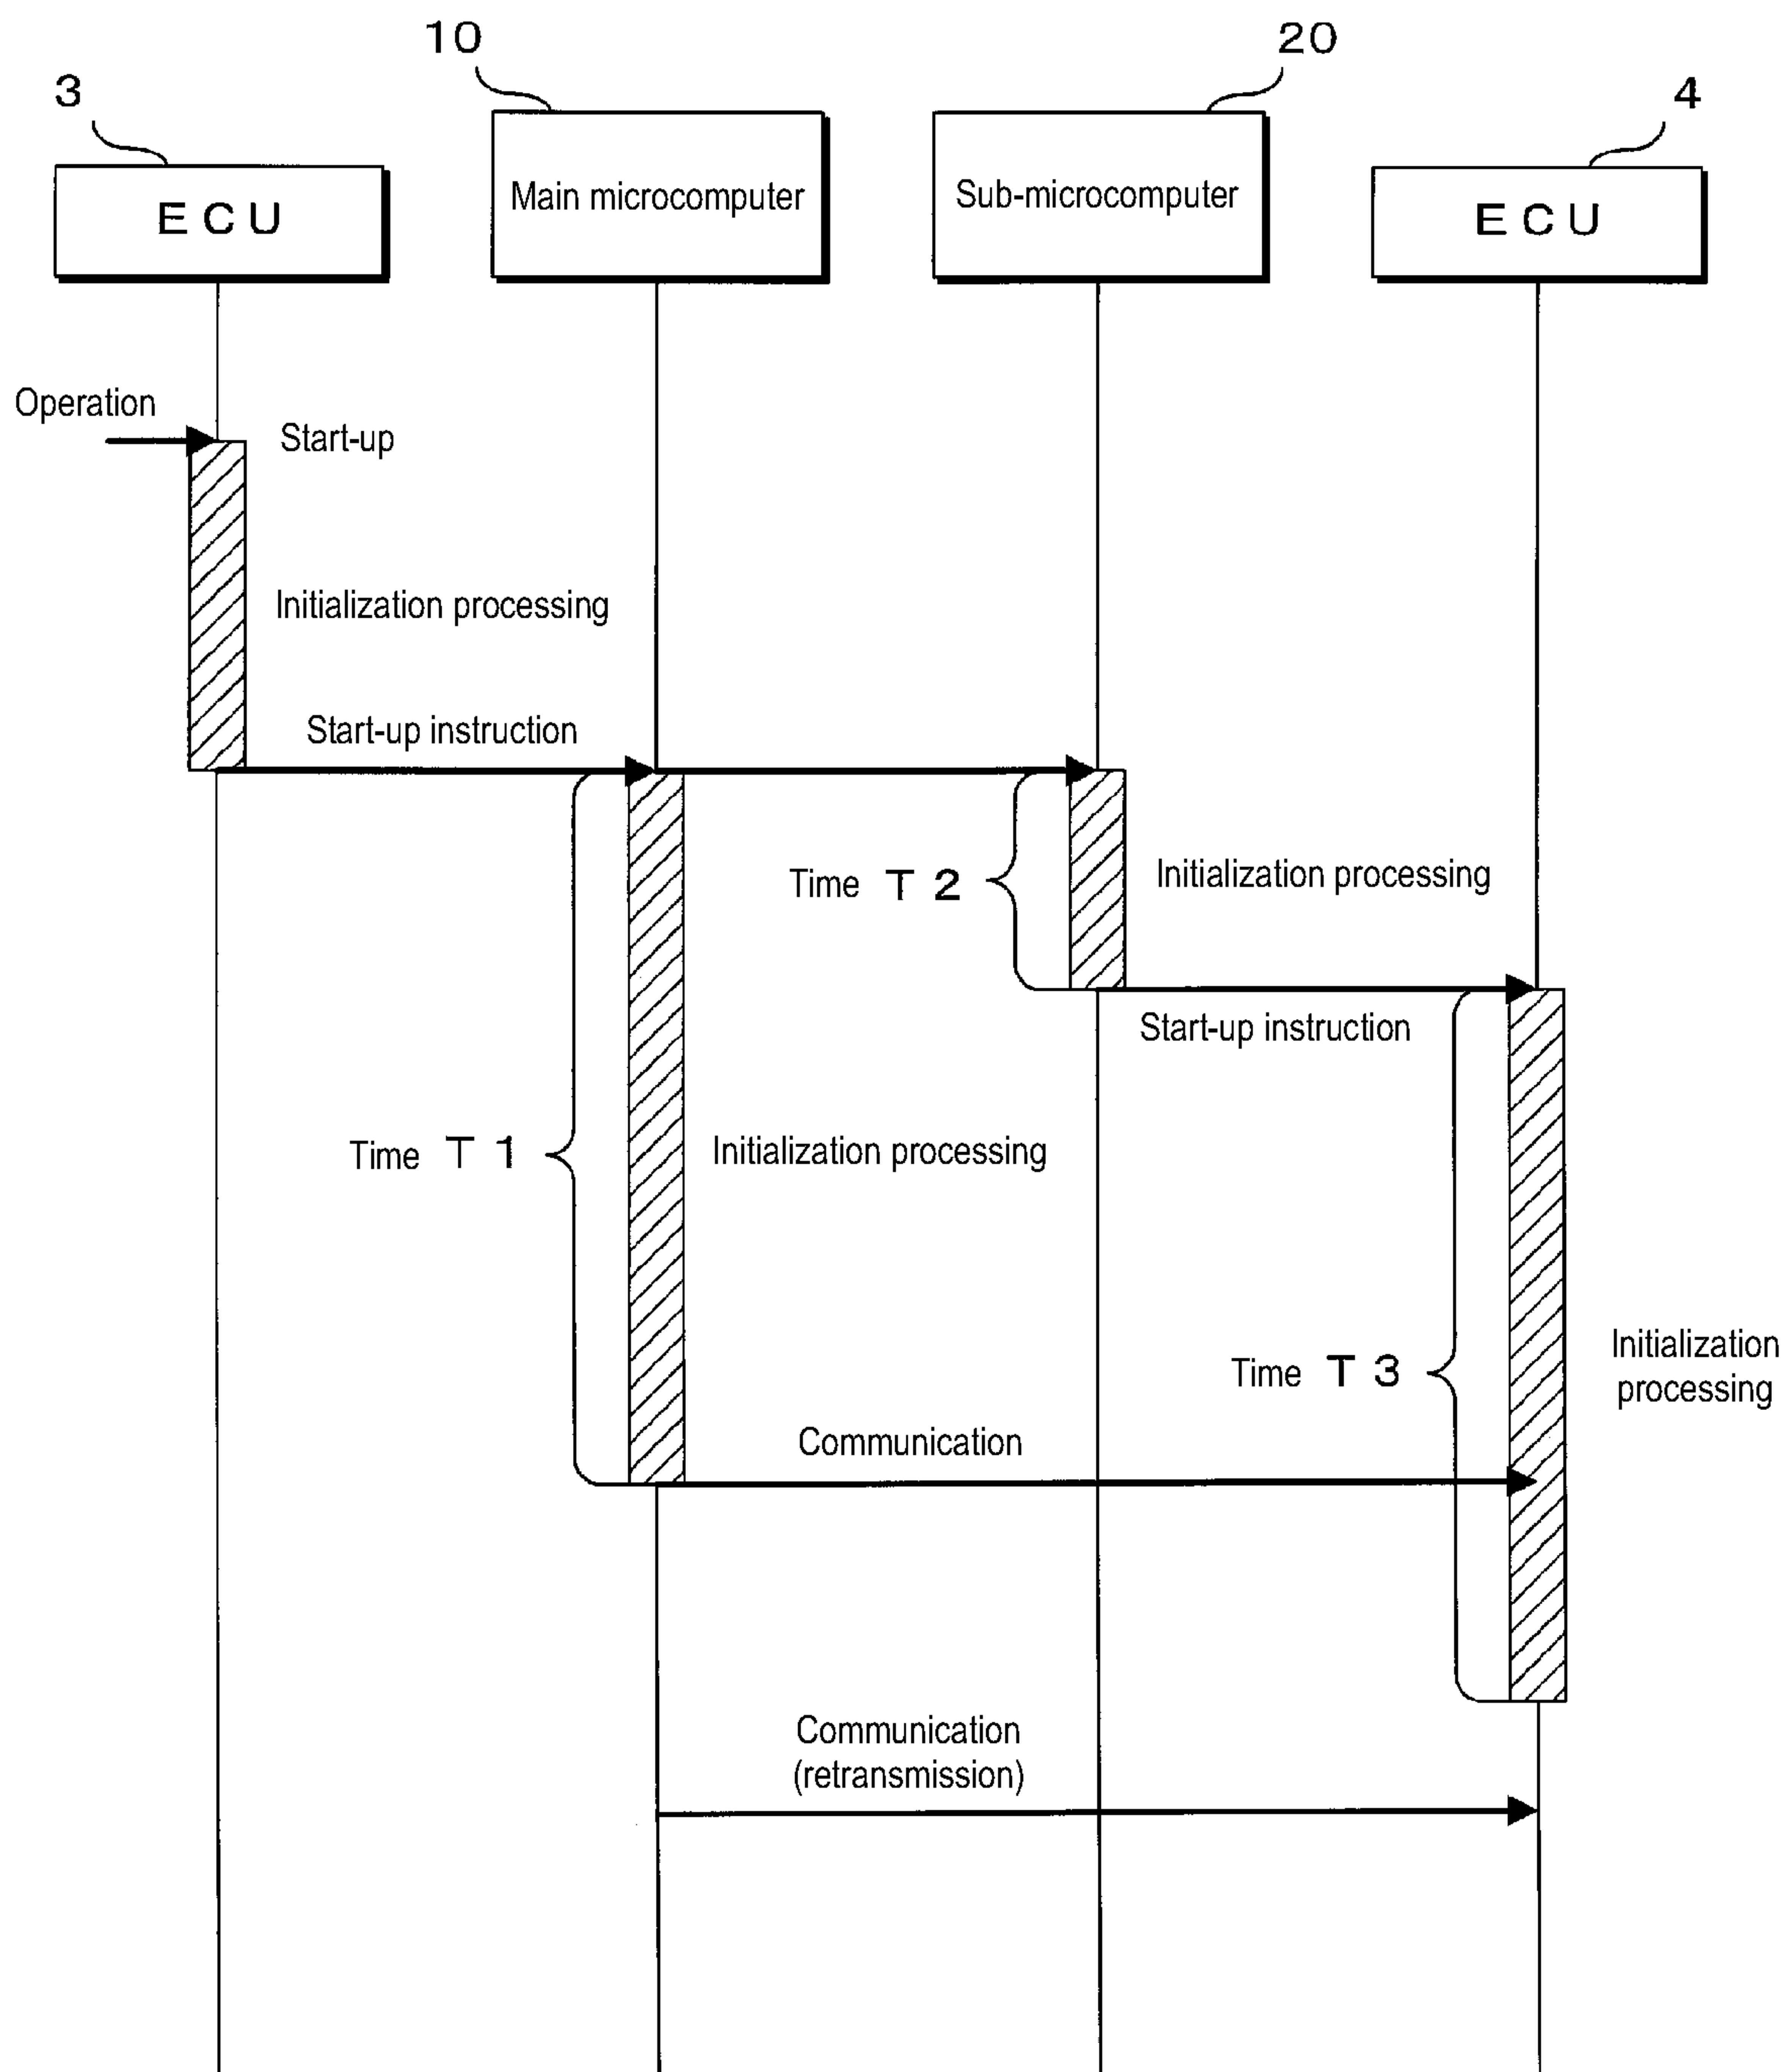 10
20
3
4
ECU
Main microcomputer
Sub-microcomputer
ECU
Operation
Start-up
Initialization processing
Start-up instruction
Time T2
Initialization processing
Start-up instruction
Time T1
Initialization processing
Time T3
Initialization
processing
Communication
Communication
(retransmission)